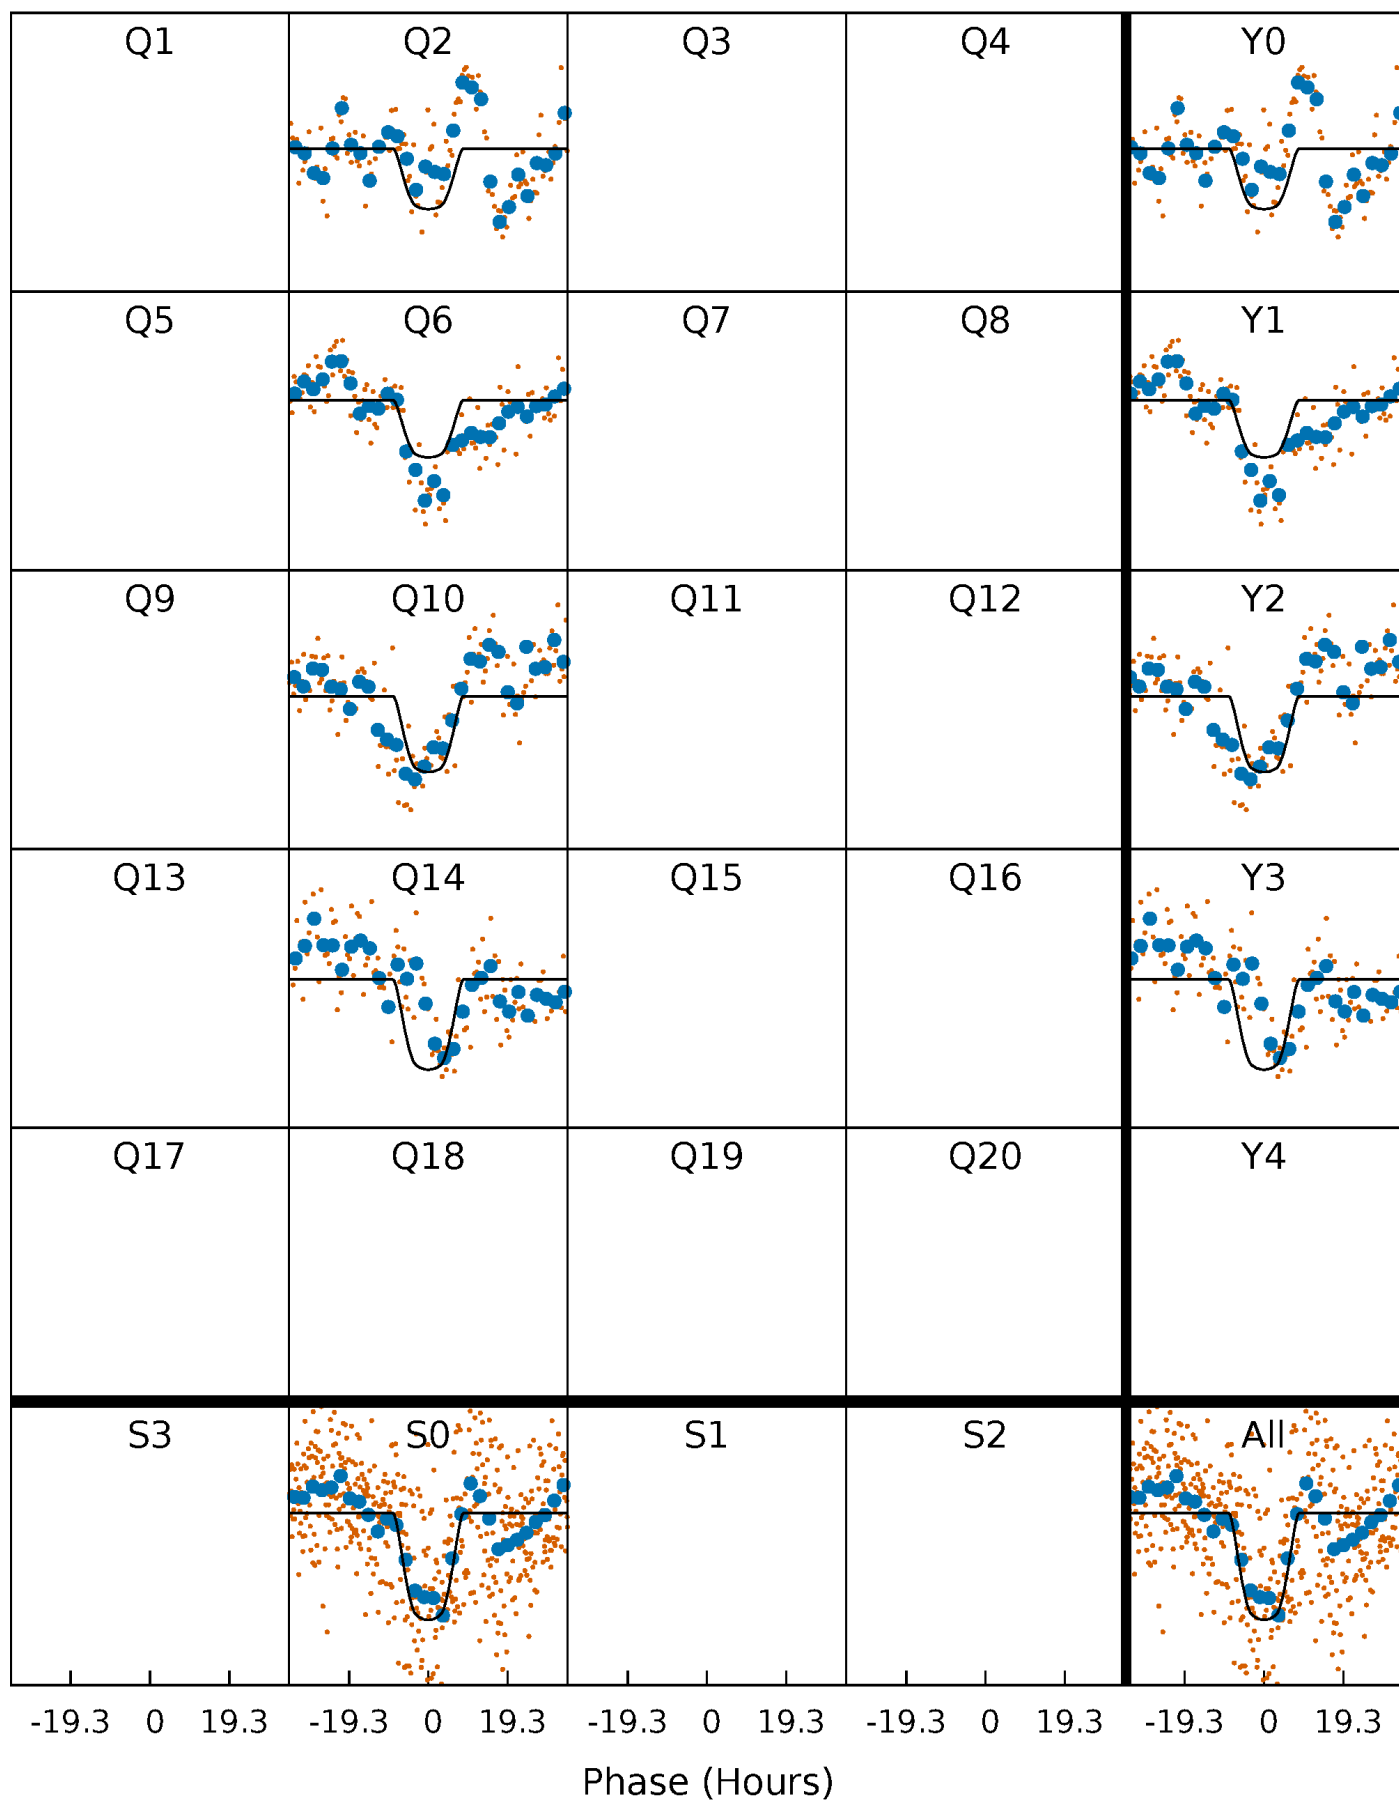 Q1 Q2 Q3 Q4 Y0
Q5 Q6 Q7 Q8 Y1
Q9 Q10 Q11 Q12 Y2
Q13 Q14 Q15 Q16 Y3
Q17 Q18 Q19 Q20 Y4
S3 S0 S1 S2 All
-19.3 0 19.3 -19.3 0 19.3 -19.3 0 19.3 -19.3 0 19.3 -19.3 0 19.3
Phase (Hours)